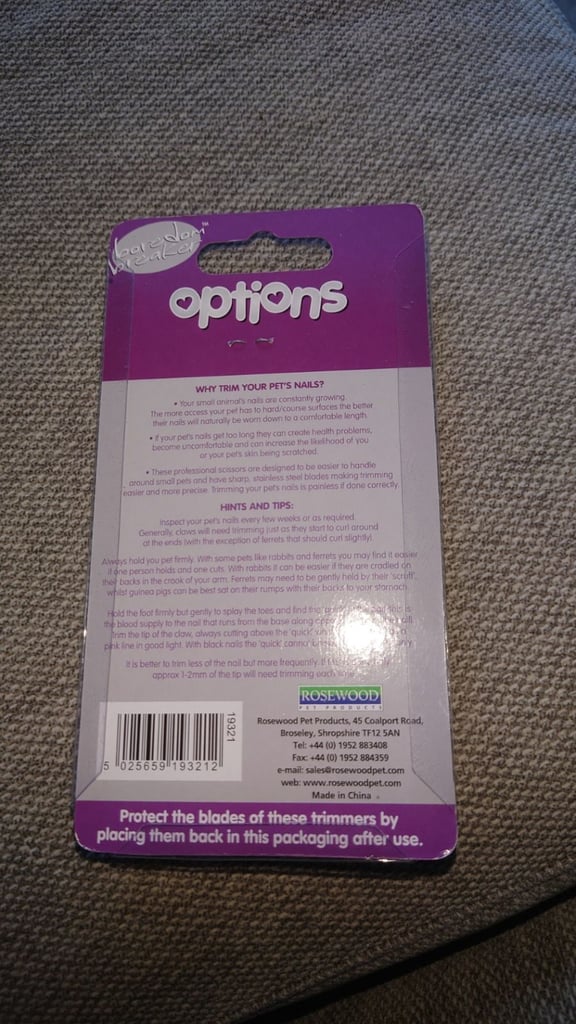 boredom
breaker
TM
options
WHY TRIM YOUR PET'S NAILS?
• Your small animal's nails are constantly growing.
The more access your pet has to hard/course surfaces the better
their nails will naturally be worn down to a comfortable length.
• If your pet's nails get too long they can create health problems,
become uncomfortable and can increase the likelihood of you
or your pet's skin being scratched.
• These professional scissors are designed to be easier to handle
around small pets and have sharp, stainless steel blades making trimming
easier and more precise. Trimming your pet's nails is painless if done correctly.
HINTS AND TIPS:
Inspect your pet's nails every few weeks or as required.
Generally, claws will need trimming just as they start to curl around
at the ends (with the exception of ferrets that should curl slightly).
Always hold you pet firmly. With some pets like rabbits and ferrets you may find it easier
if one person holds and one cuts. With rabbits it can be easier if they are cradled on
their backs in the crook of your arm. Ferrets may need to be gently held by their 'scruff',
whilst guinea pigs can be best sat on their rumps with their backs to your stomach.
Hold the foot firmly but gently to splay the toes and find the this is
the blood supply to the nail that runs from the base along
Trim the tip of the claw, always cutting above the 'quick' a
pink line in good light. With black nails the 'quick'
It is better to trim less of the nail but more frequently.
approx 1-2mm of the tip will need trimming each
ROSEWOOD
PET PRODUCTS
Rosewood Pet Products, 45 Coalport Road,
Broseley, Shropshire TF12 5AN
Tel: +44 (0) 1952 883408
Fax: +44 (0) 1952 884359
e-mail: sales@rosewoodpet.com
web: www.rosewoodpet.com
Made in China
19321
5 025659 193212
Protect the blades of these trimmers by
placing them back in this packaging after use.